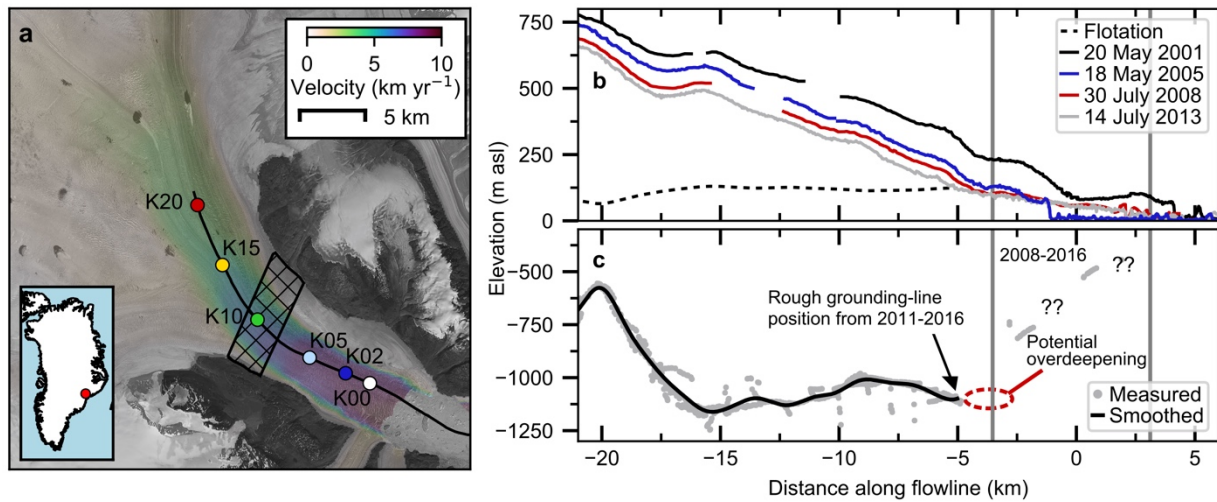 a
0 5 10
Velocity (km yr⁻¹)
5 km
K20
K15
K10
K05
K02
K00
b
Elevation (m asl)
750
500
250
0
Flotation
20 May 2001
18 May 2005
30 July 2008
14 July 2013
c
−500
−750
−1000
−1250
2008-2016
??
??
Rough grounding-line
position from 2011-2016
Potential
overdeepening
Measured
Smoothed
−20 −15 −10 −5 0 5
Distance along flowline (km)